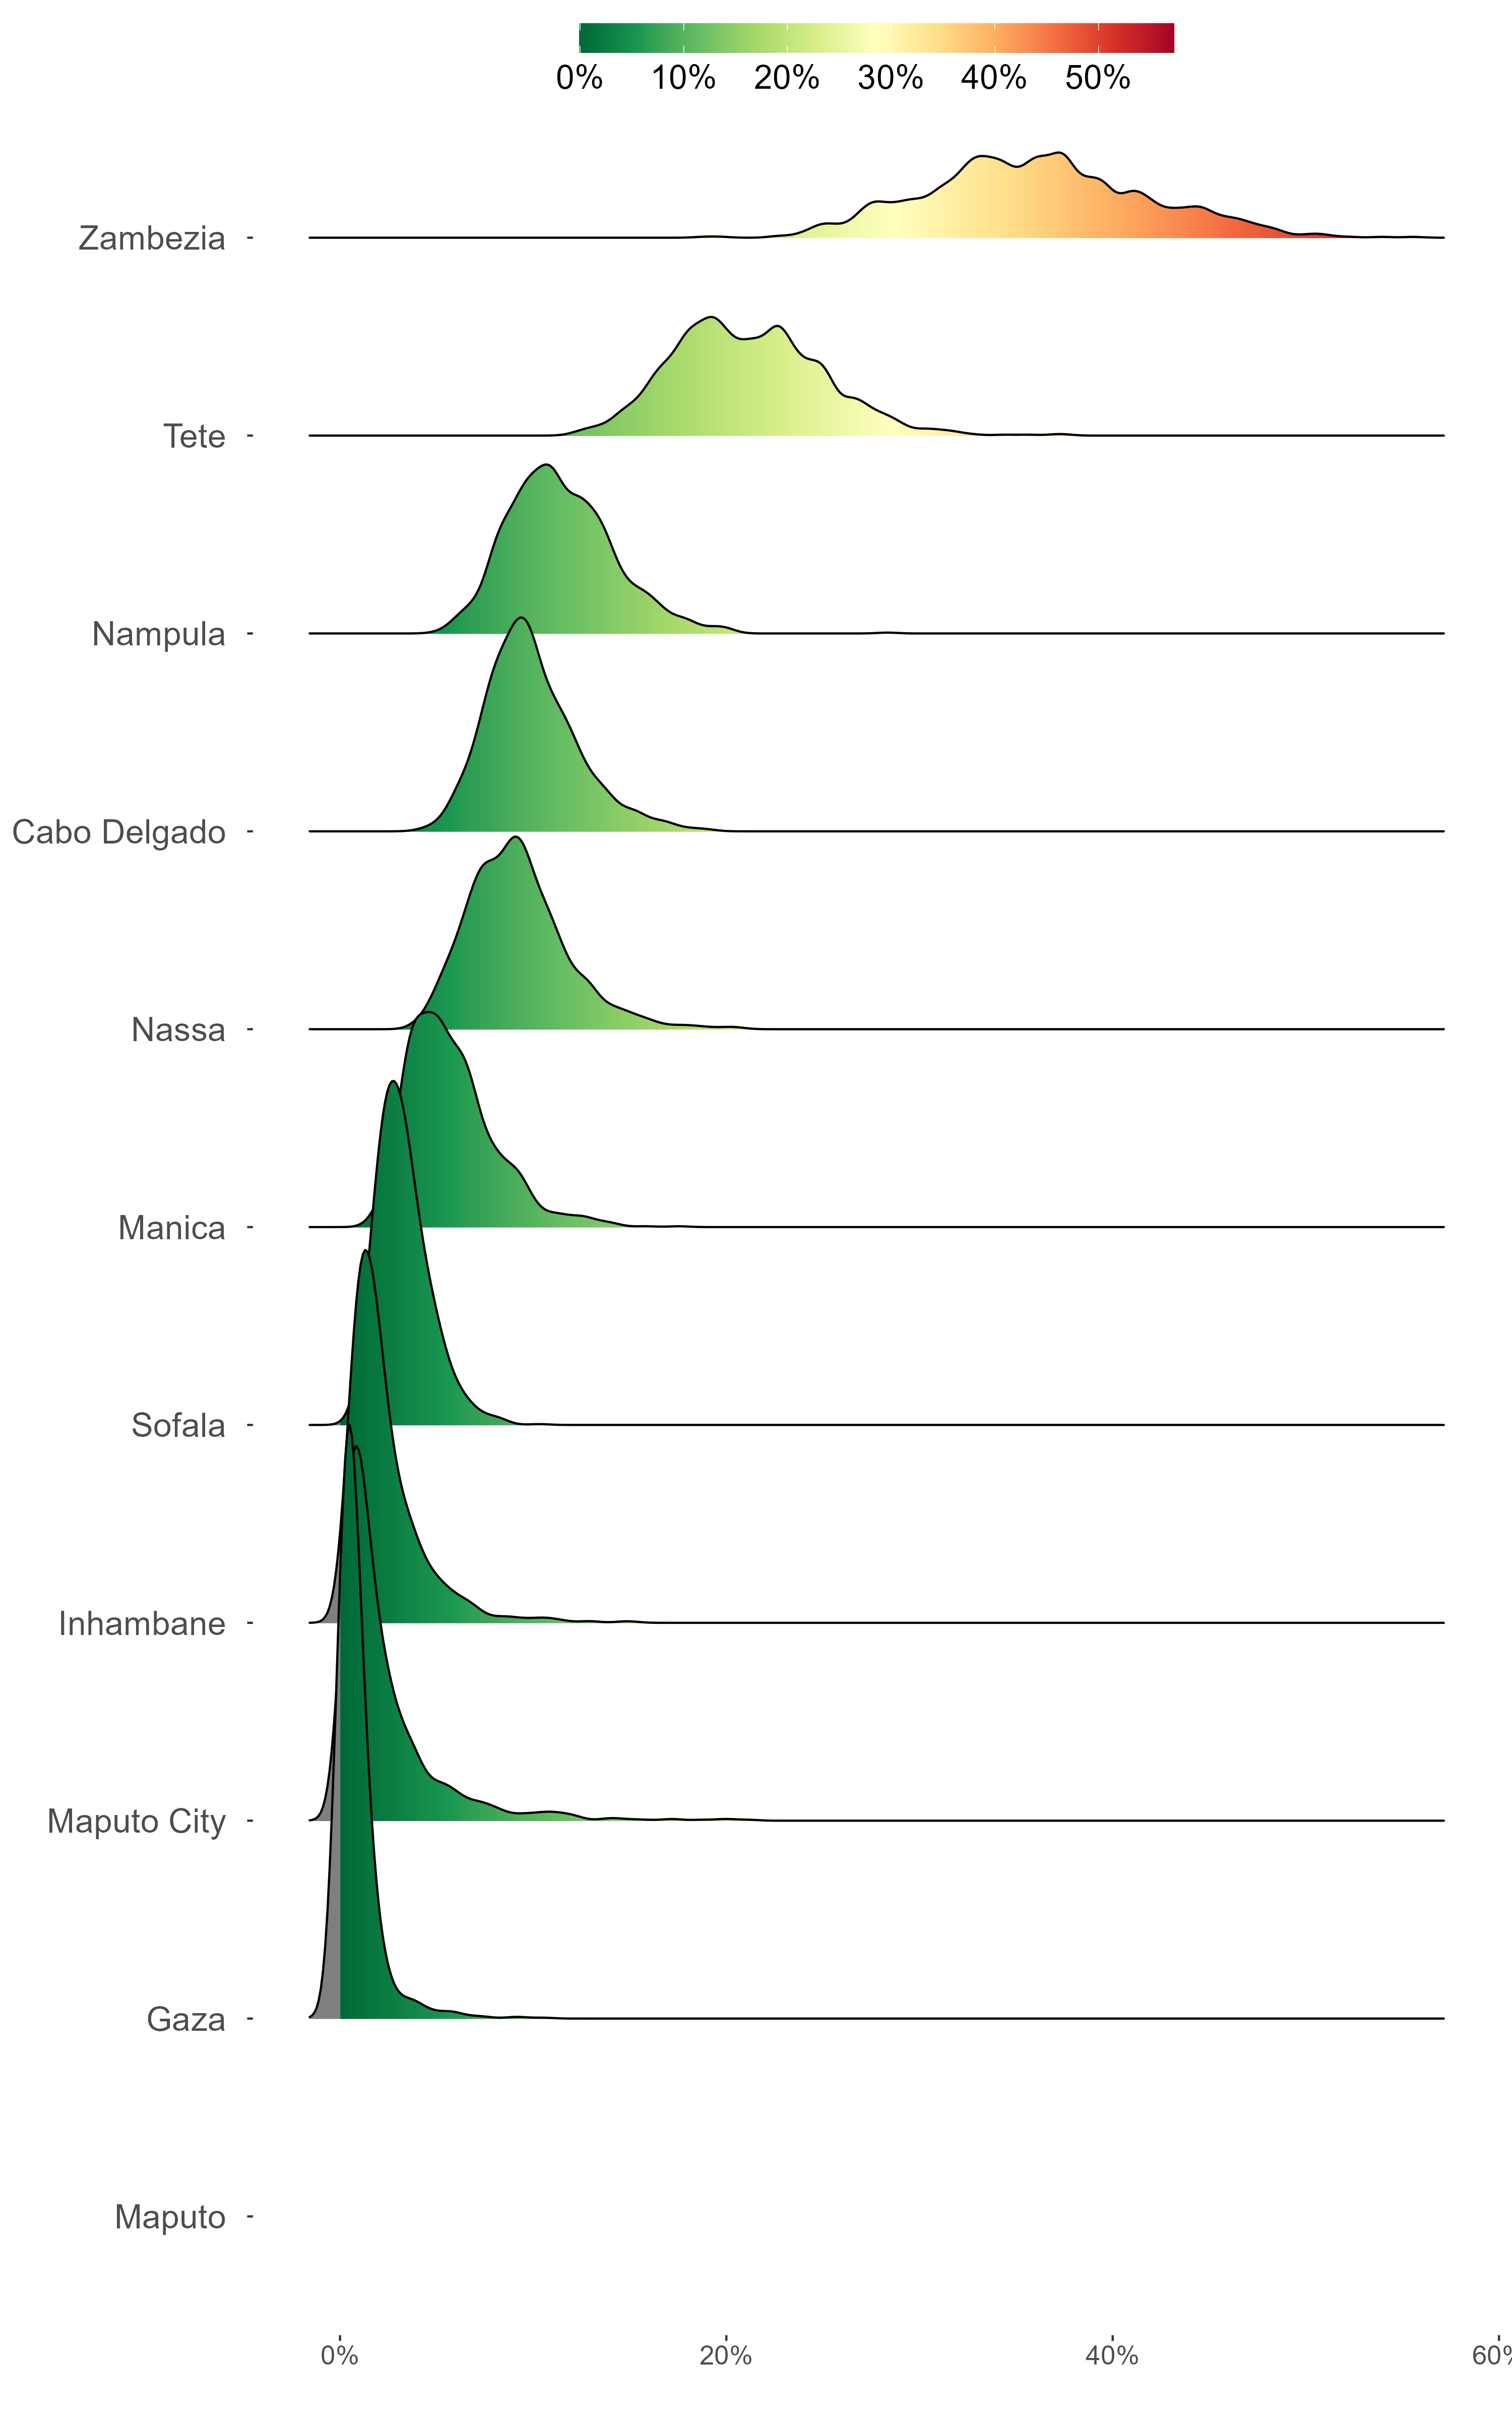 0% 10% 20% 30% 40% 50%
Zambezia
Tete
Nampula
Cabo Delgado
Nassa
Manica
Sofala
Inhambane
Maputo City
Gaza
Maputo
0% 20% 40% 60%